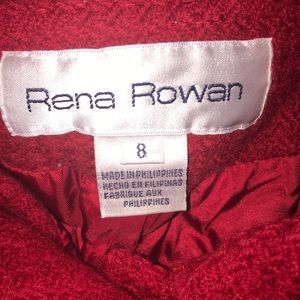 Rena Rowan
8
MADE IN PHILIPPINES
HECHO EN FILIPINAS
FABRIQUE AUX
PHILIPPINES